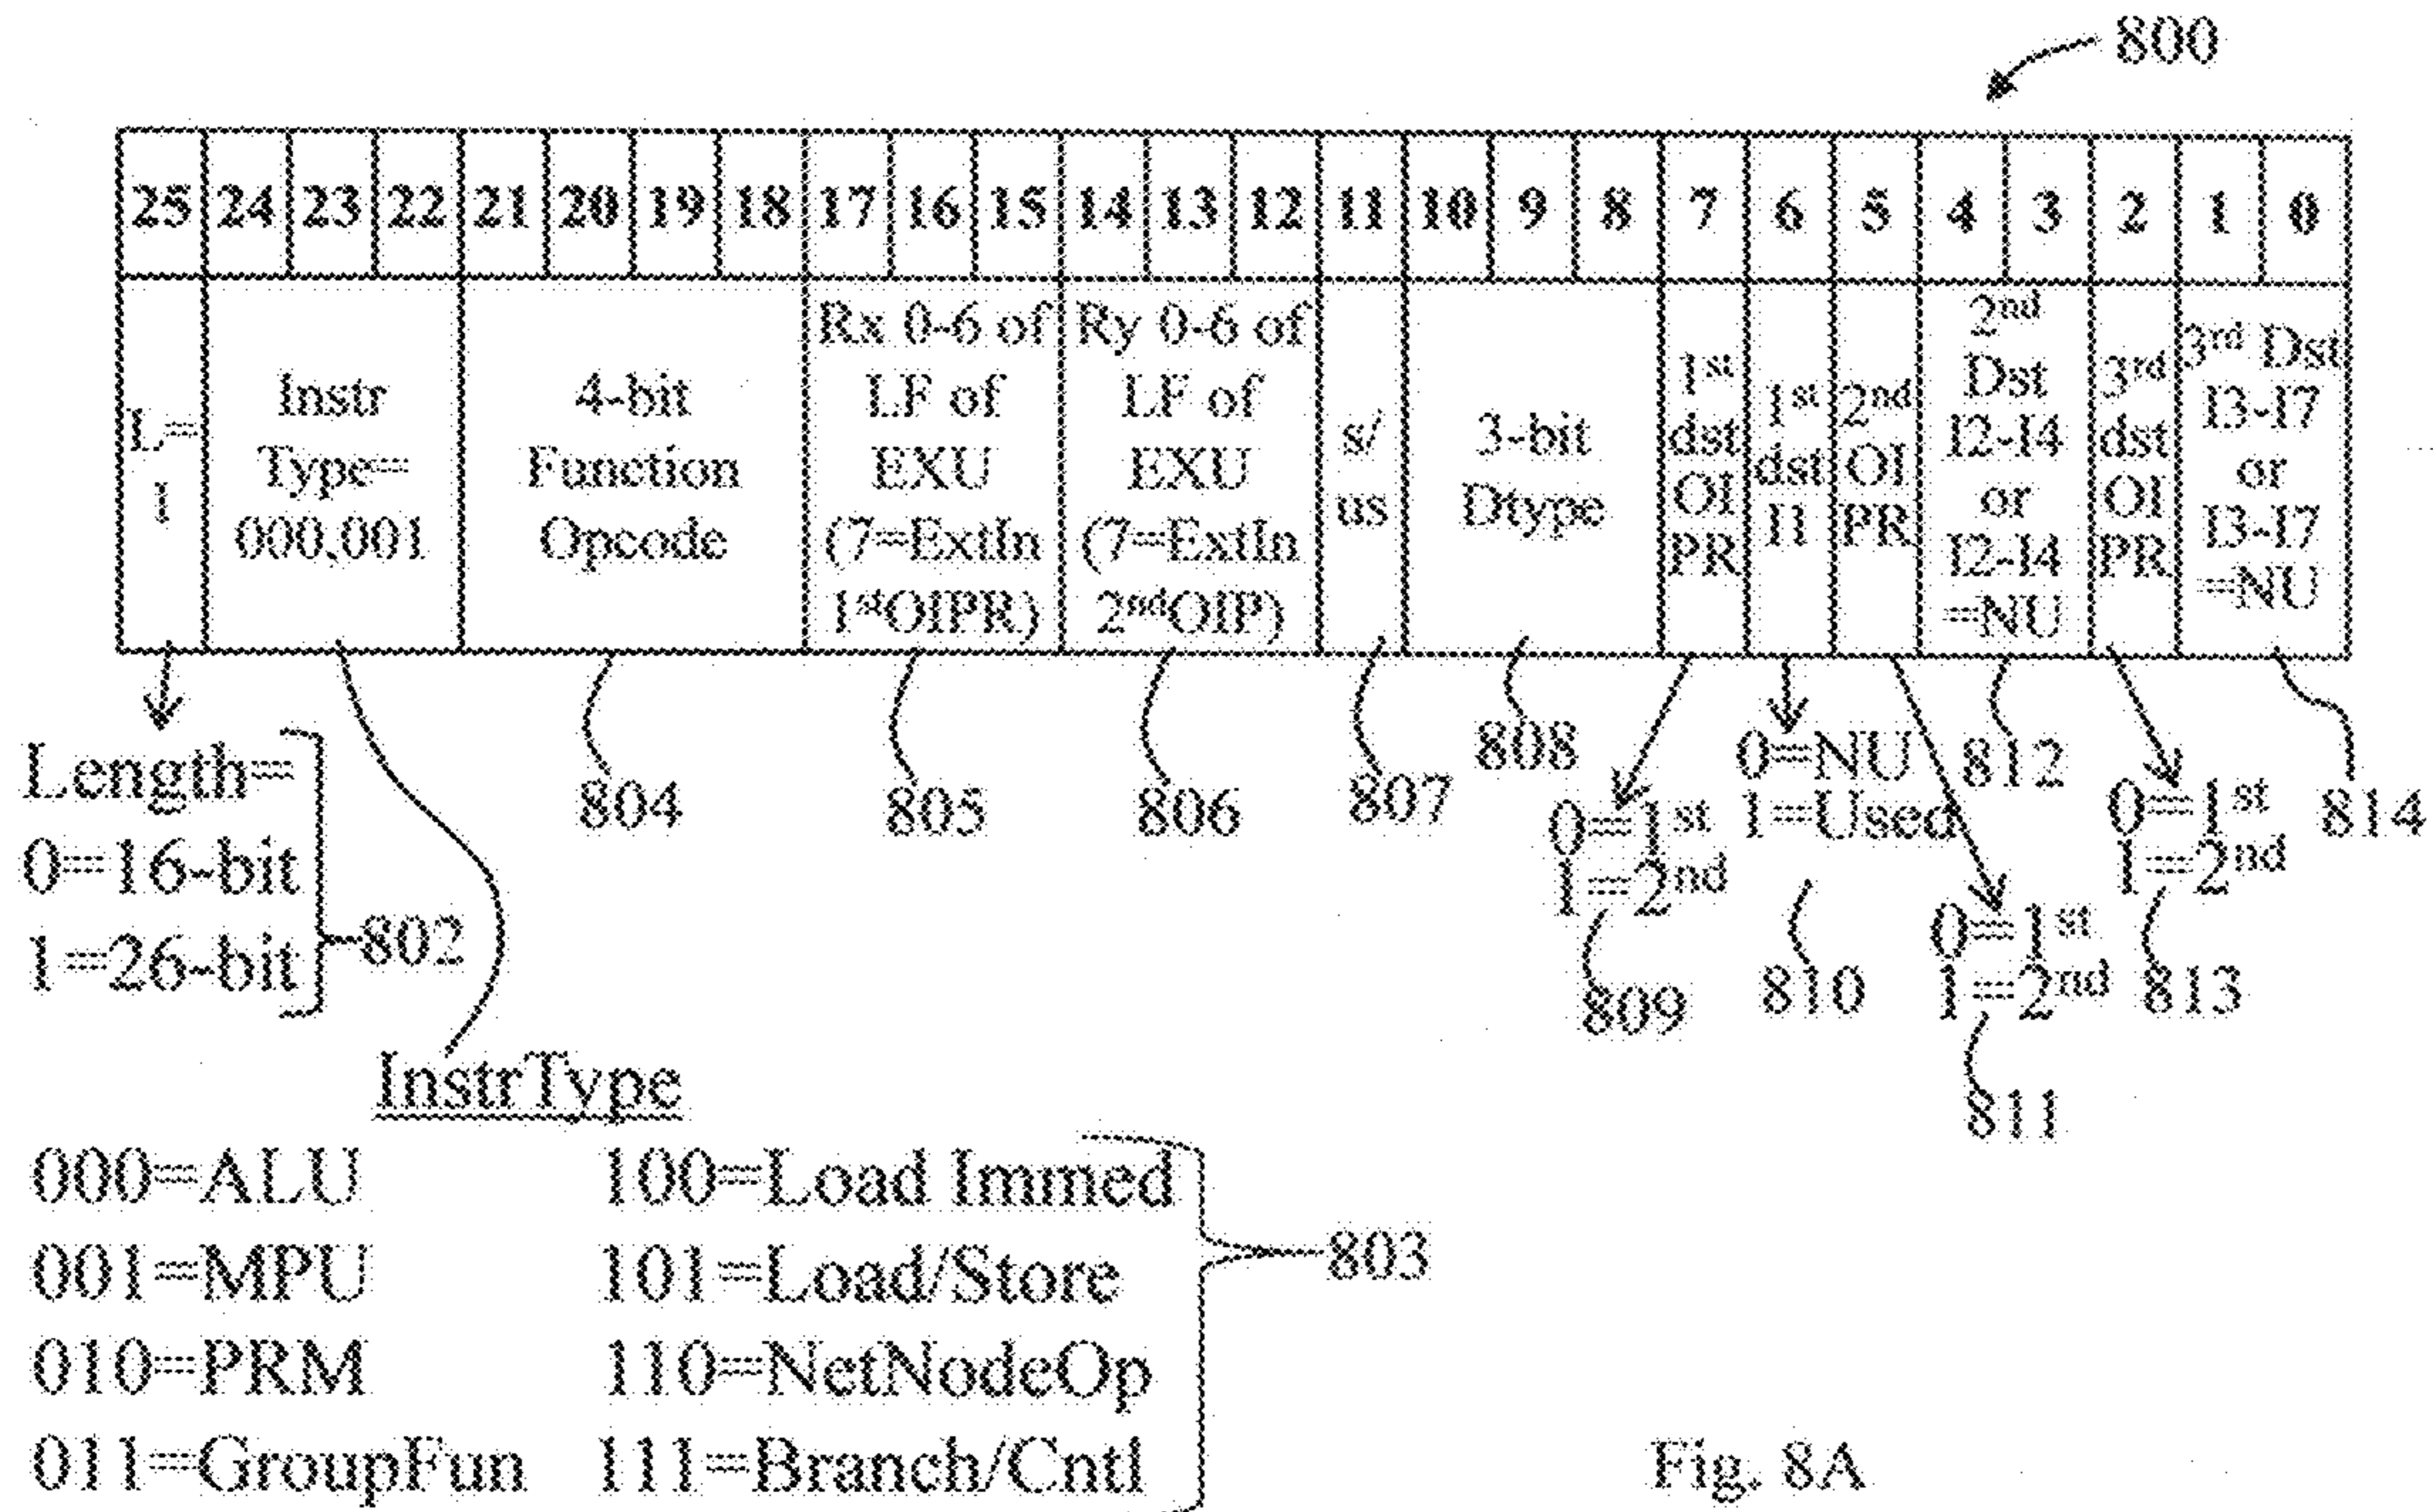 800
25 24 23 22 21 20 19 18 17 16 15 14 13 12 11 10 9 8 7 6 5 4 3 2 1 0
L=
1
Instr
Type=
000,001
4-bit
Function
Opcode
Rx 0-6 of
LF of
EXU
(7=ExtIn
1stOIPR)
Ry 0-6 of
LF of
EXU
(7=ExtIn
2ndOIP)
s/
us
3-bit
Dtype
1st
dst
OI
PR
1st
dst
I1
2nd
OI
PR
2nd
Dst
I2-I4
or
I2-I4
=NU
3rd
dst
OI
PR
3rd Dst
I3-I7
or
I3-I7
=NU
Length=
0=16-bit
1=26-bit
802
804
805
806
807
808
0=1st
1=2nd
809
0=NU
1=Used
810
0=1st
1=2nd
811
812
0=1st
1=2nd
813
814
InstrType
000=ALU
001=MPU
010=PRM
011=GroupFun
100=Load Immed
101=Load/Store
110=NetNodeOp
111=Branch/Cntl
803
Fig. 8A